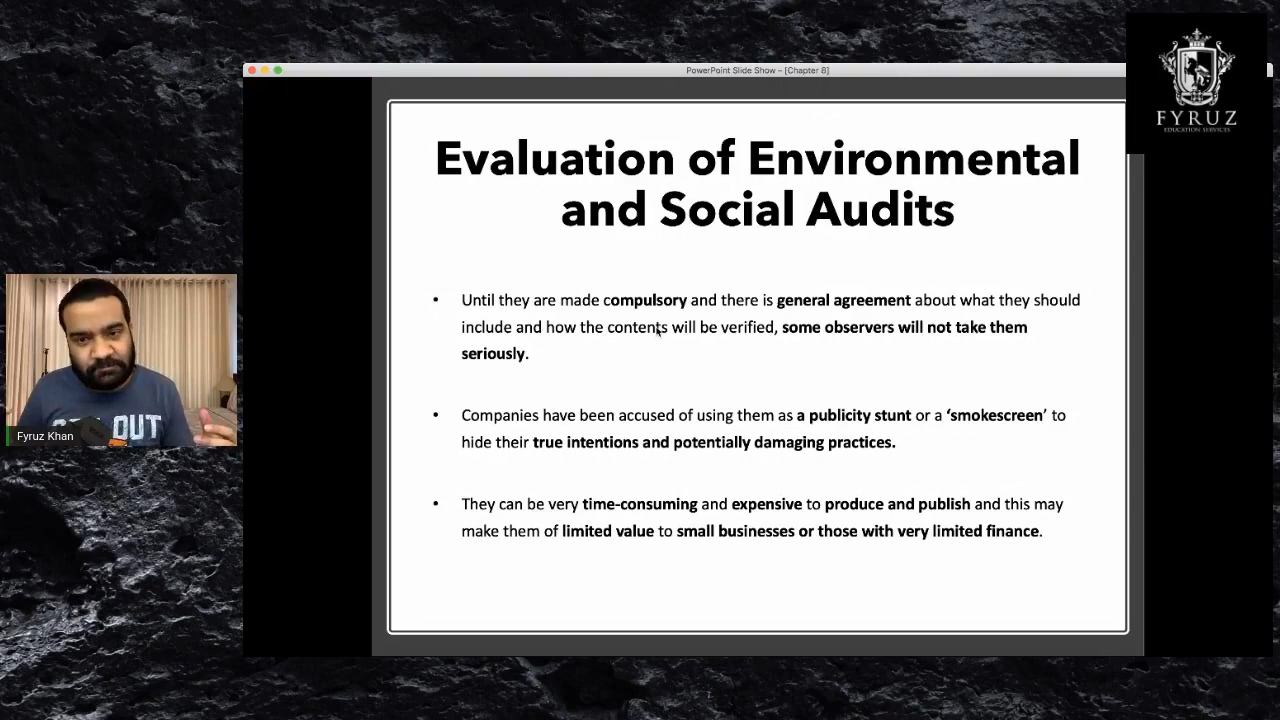 PowerPoint Slide Show – [Chapter 8]
FYRUZ
EDUCATION SERVICES
Evaluation of Environmental
and Social Audits
• Until they are made compulsory and there is general agreement about what they should
include and how the contents will be verified, some observers will not take them
seriously.
• Companies have been accused of using them as a publicity stunt or a ‘smokescreen’ to
hide their true intentions and potentially damaging practices.
• They can be very time-consuming and expensive to produce and publish and this may
make them of limited value to small businesses or those with very limited finance.
OUT
Fyruz Khan